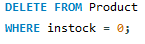 DELETE FROM Product
WHERE instock = 0;